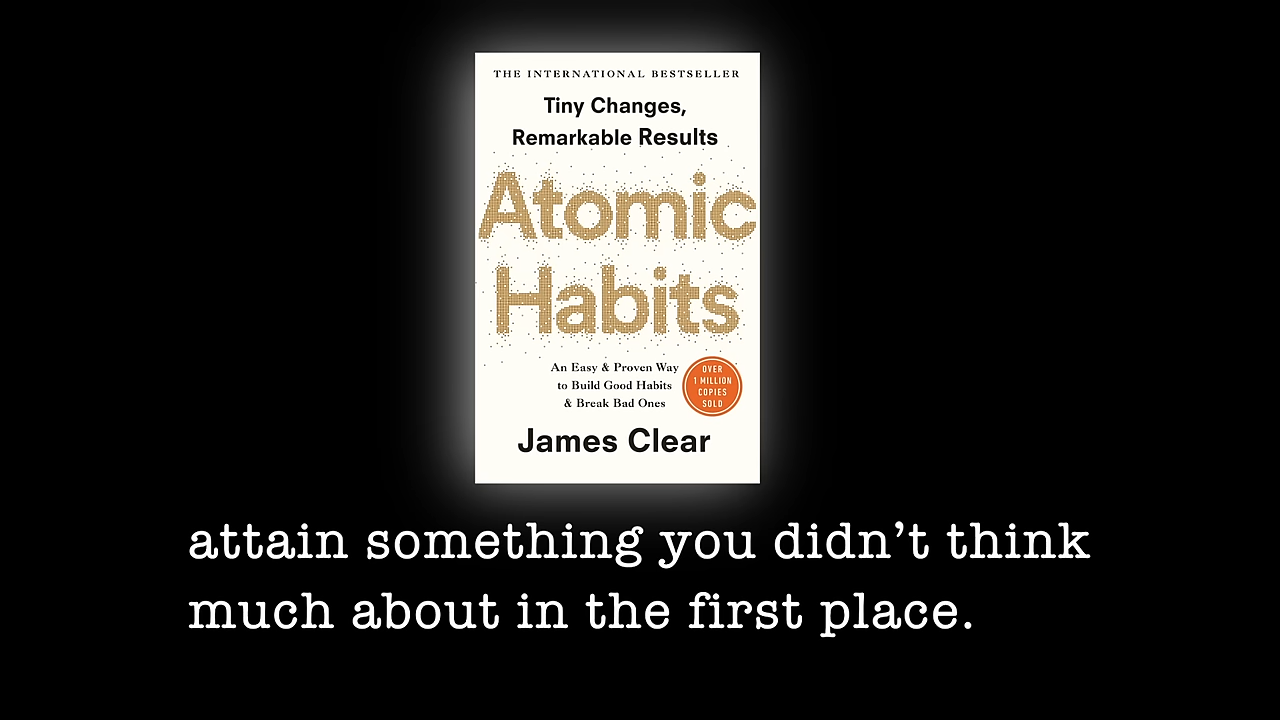 THE INTERNATIONAL BESTSELLER
Tiny Changes,
Remarkable Results
Atomic
Habits
An Easy & Proven Way
to Build Good Habits
& Break Bad Ones
OVER
1 MILLION
COPIES
SOLD
James Clear
attain something you didn’t think
much about in the first place.